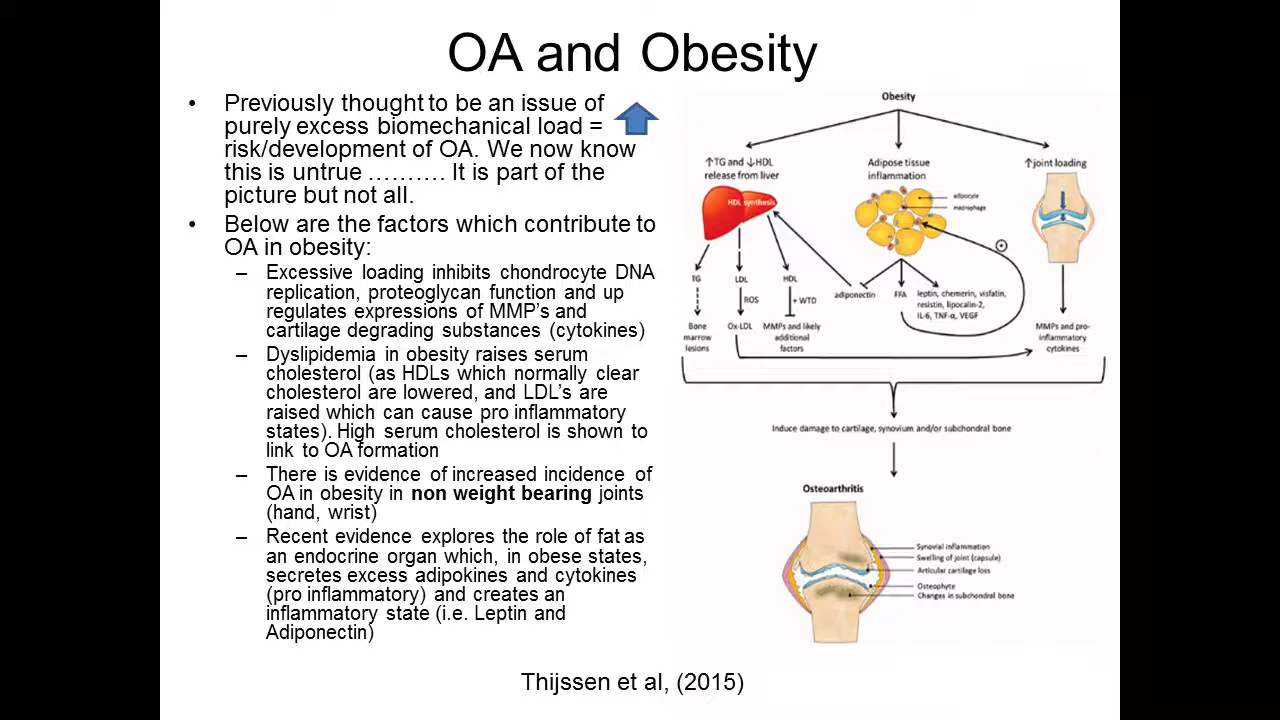 OA and Obesity
• Previously thought to be an issue of
purely excess biomechanical load =
risk/development of OA. We now know
this is untrue ………. It is part of the
picture but not all.
• Below are the factors which contribute to
OA in obesity:
– Excessive loading inhibits chondrocyte DNA
replication, proteoglycan function and up
regulates expressions of MMP's and
cartilage degrading substances (cytokines)
– Dyslipidemia in obesity raises serum
cholesterol (as HDLs which normally clear
cholesterol are lowered, and LDL's are
raised which can cause pro inflammatory
states). High serum cholesterol is shown to
link to OA formation
– There is evidence of increased incidence of
OA in obesity in non weight bearing joints
(hand, wrist)
– Recent evidence explores the role of fat as
an endocrine organ which, in obese states,
secretes excess adipokines and cytokines
(pro inflammatory) and creates an
inflammatory state (i.e. Leptin and
Adiponectin)
Obesity
↑TG and ↓HDL
release from liver
Adipose tissue
inflammation
↑joint loading
HDL synthesis
adipocyte
macrophage
+
TG
LDL
HDL
adiponectin
FFA
leptin, chemerin, visfatin,
resistin, lipocalin-2,
IL-6, TNF-α, VEGF
ROS
+ WTD
Bone
marrow
lesions
Ox-LDL
MMPs and likely
additional
factors
MMPs and pro-
inflammatory
cytokines
Induce damage to cartilage, synovium and/or subchondral bone
Osteoarthritis
Synovial inflammation
Swelling of joint (capsule)
Articular cartilage loss
Osteophyte
Changes in subchondral bone
Thijssen et al, (2015)